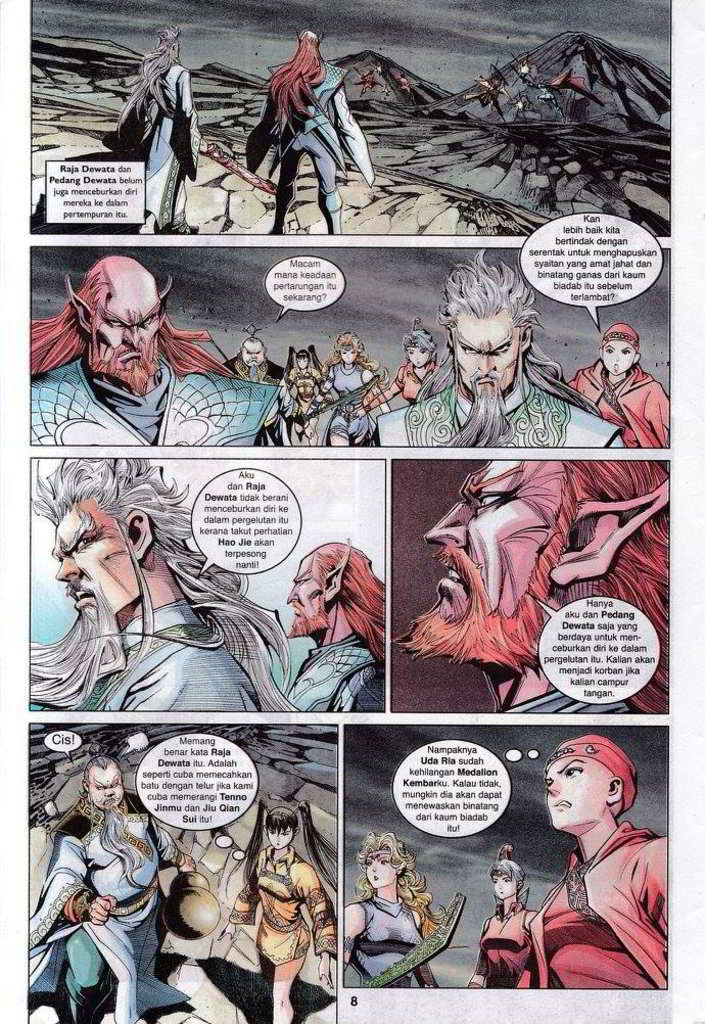 Raja Dewata dan
Pedang Dewata belum
juga menceburkan diri
mereka ke dalam
pertempuran itu.
Macam
mana keadaan
pertarungan itu
sekarang?
Kan
lebih baik kita
bertindak dengan
serentak untuk menghapuskan
syaitan yang amat jahat dan
binatang ganas dari kaum
biadab itu sebelum
terlambat?
Aku
dan Raja
Dewata tidak berani
menceburkan diri ke
dalam pergelutan itu
kerana takut perhatian
Hao Jie akan
terpesong
nanti!
Hanya
aku dan Pedang
Dewata saja yang
berdaya untuk men-
ceburkan diri ke dalam
pergelutan itu. Kalian akan
menjadi korban jika
kalian campur
tangan.
Cis!
Memang
benar kata Raja
Dewata itu. Adalah
seperti cuba memecahkan
batu dengan telur jika kami
cuba memerangi Tenno
Jinmu dan Jiu Qian
Sui itu!
Nampaknya
Uda Ria sudah
kehilangan Medalion
Kembarku. Kalau tidak,
mungkin dia akan dapat
menewaskan binatang
dari kaum biadab
itu!
8